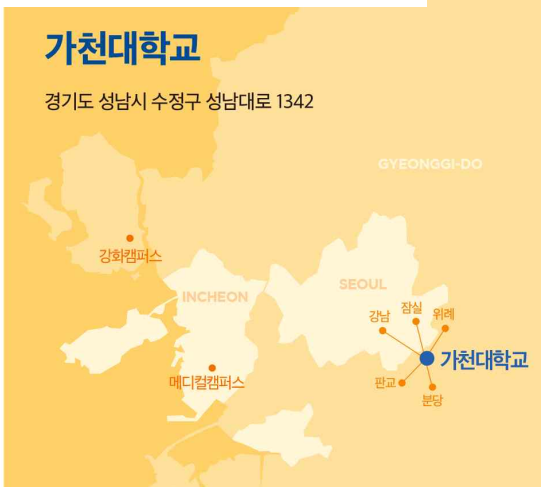 가천대학교
경기도 성남시 수정구 성남대로 1342
GYEONGGI-DO
강화캠퍼스
INCHEON
SEOUL
강남
잠실
위례
가천대학교
메디컬캠퍼스
판교
분당